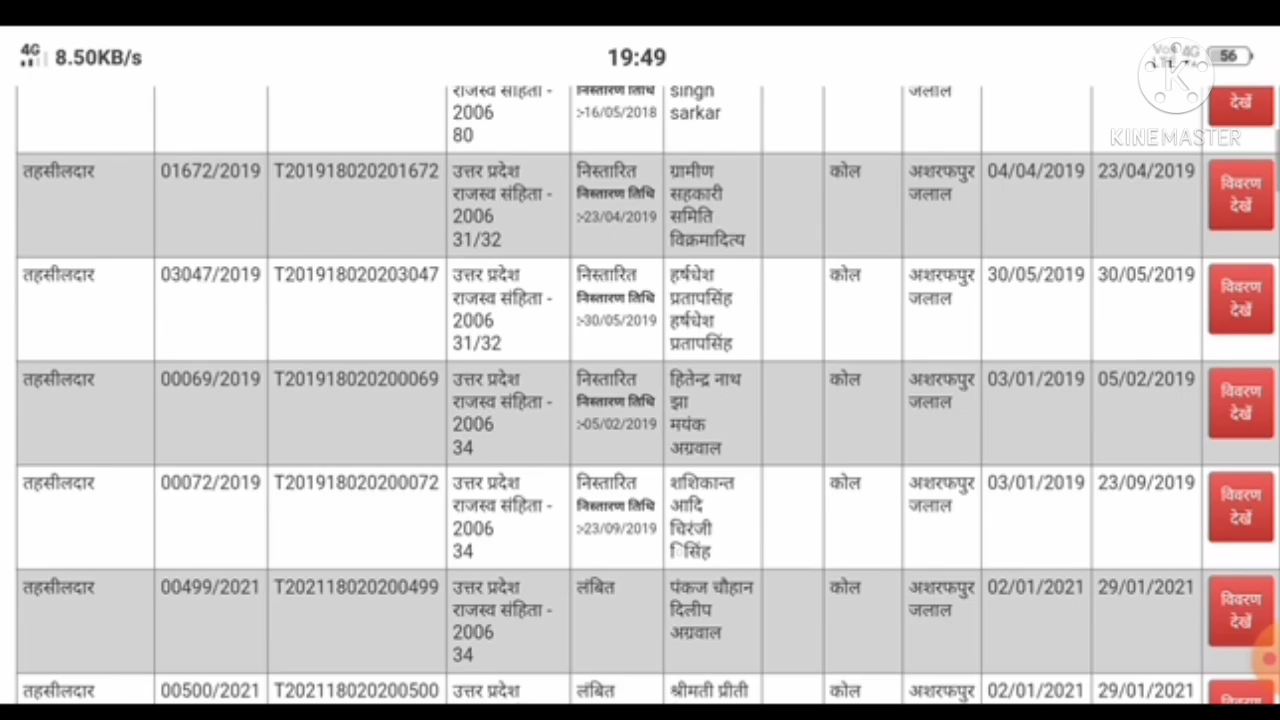 4G 8.50KB/s 19:49 56
KINEMASTER
राजस्व संहिता - निस्तारण तिथि singh जलाल देखें
2006 :-16/05/2018 sarkar
80
तहसीलदार 01672/2019 T201918020201672 उत्तर प्रदेश निस्तारित ग्रामीण कोल अशरफपुर 04/04/2019 23/04/2019 विवरण
राजस्व संहिता - निस्तारण तिथि सहकारी जलाल देखें
2006 :-23/04/2019 समिति
31/32 विक्रमादित्य
तहसीलदार 03047/2019 T201918020203047 उत्तर प्रदेश निस्तारित हर्षधेश कोल अशरफपुर 30/05/2019 30/05/2019 विवरण
राजस्व संहिता - निस्तारण तिथि प्रतापसिंह जलाल देखें
2006 :-30/05/2019 हर्षधेश
31/32 प्रतापसिंह
तहसीलदार 00069/2019 T201918020200069 उत्तर प्रदेश निस्तारित हितेन्द्र नाथ कोल अशरफपुर 03/01/2019 05/02/2019 विवरण
राजस्व संहिता - निस्तारण तिथि झा जलाल देखें
2006 :-05/02/2019 मयंक
34 अग्रवाल
तहसीलदार 00072/2019 T201918020200072 उत्तर प्रदेश निस्तारित शशिकान्त कोल अशरफपुर 03/01/2019 23/09/2019 विवरण
राजस्व संहिता - निस्तारण तिथि आदि जलाल देखें
2006 :-23/09/2019 चिरंजी
34 िसिंह
तहसीलदार 00499/2021 T202118020200499 उत्तर प्रदेश लंबित पंकज चौहान कोल अशरफपुर 02/01/2021 29/01/2021 विवरण
राजस्व संहिता - दिलीप जलाल देखें
2006 अग्रवाल
34
तहसीलदार 00500/2021 T202118020200500 उत्तर प्रदेश लंबित श्रीमती प्रीती कोल अशरफपुर 02/01/2021 29/01/2021 विवरण